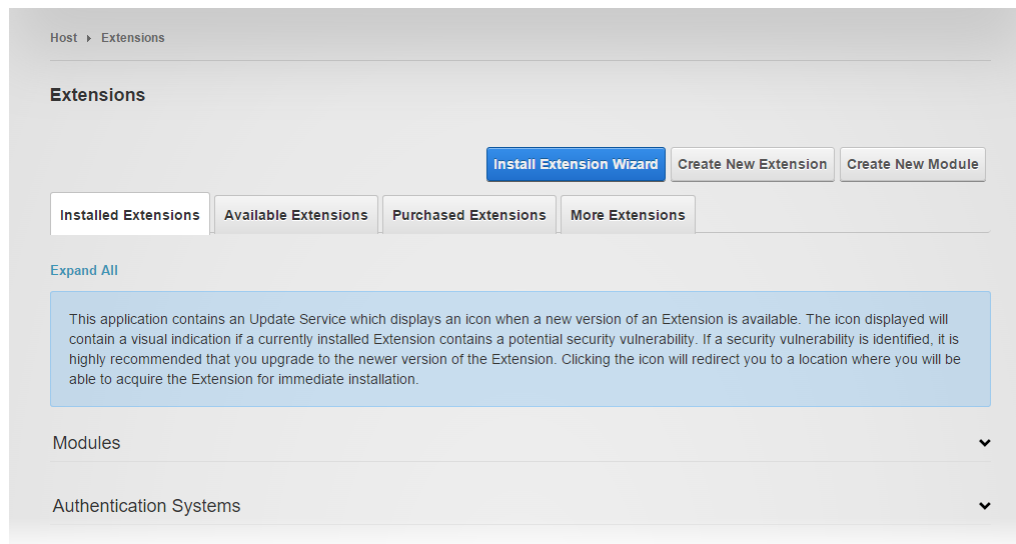 Host ▸ Extensions
Extensions
Install Extension Wizard Create New Extension Create New Module
Installed Extensions Available Extensions Purchased Extensions More Extensions
Expand All
This application contains an Update Service which displays an icon when a new version of an Extension is available. The icon displayed will
contain a visual indication if a currently installed Extension contains a potential security vulnerability. If a security vulnerability is identified, it is
highly recommended that you upgrade to the newer version of the Extension. Clicking the icon will redirect you to a location where you will be
able to acquire the Extension for immediate installation.
Modules
Authentication Systems